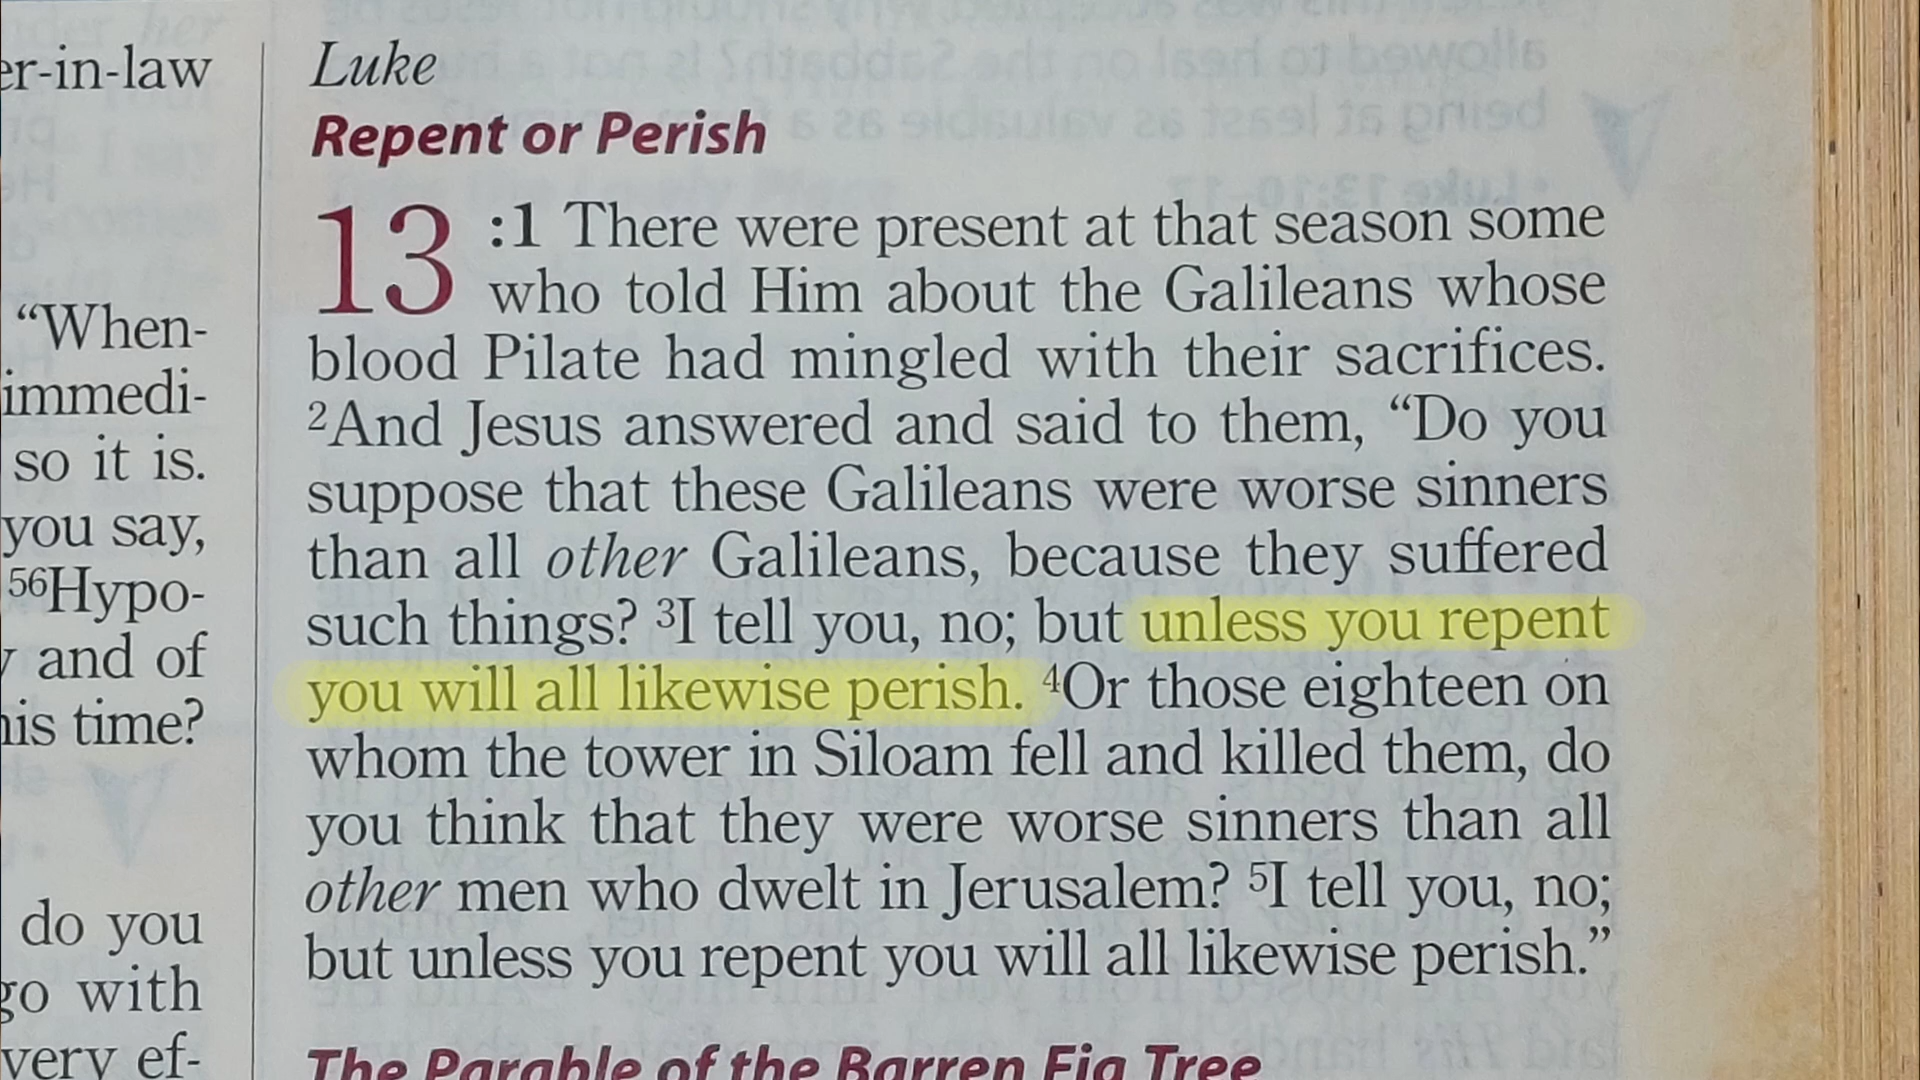 er-in-law
"When-
immedi-
so it is.
you say,
56Hypo-
and of
his time?
do you
go with
very ef-
Luke
Repent or Perish
13 :1 There were present at that season some
who told Him about the Galileans whose
blood Pilate had mingled with their sacrifices.
2And Jesus answered and said to them, "Do you
suppose that these Galileans were worse sinners
than all other Galileans, because they suffered
such things? 3I tell you, no; but unless you repent
you will all likewise perish. 4Or those eighteen on
whom the tower in Siloam fell and killed them, do
you think that they were worse sinners than all
other men who dwelt in Jerusalem? 5I tell you, no;
but unless you repent you will all likewise perish."
The Parable of the Barren Fig Tree